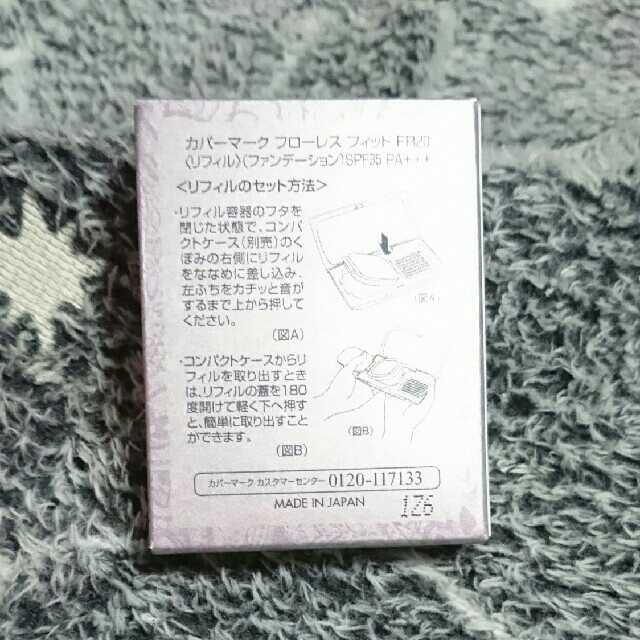 カバーマーク フローレス フィット FR20
〈リフィル〉〔ファンデーション〕SPF35 PA+++
<リフィルのセット方法>
・リフィル容器のフタを
閉じた状態で、コンパ
クトケース(別売)のく
ぼみの右側にリフィル
をななめに差し込み、
左ふちをカチッと音が
するまで上から押して
ください。
(図A)
(図A)
・コンパクトケースからリ
フィルを取り出すとき
は、リフィルの蓋を180
度開けて軽く下へ押す
と、簡単に取り出すこと
ができます。
(図B)
(図B)
カバーマーク カスタマーセンター 0120-117133
MADE IN JAPAN
1Z6